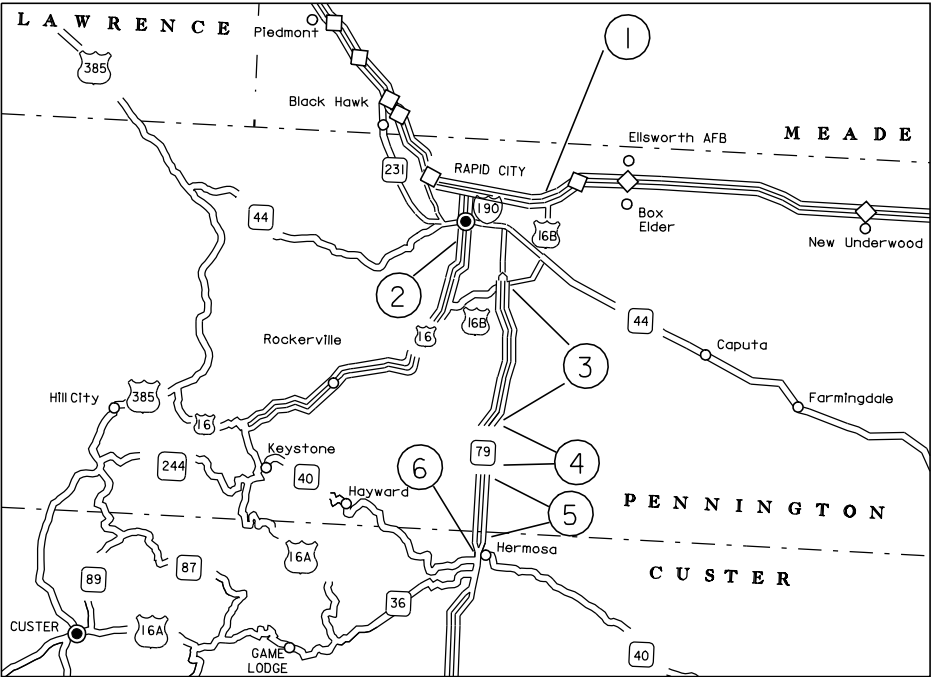 LAWRENCE
Piedmont
1
385
Black Hawk
Ellsworth AFB
MEADE
231
RAPID CITY
190
Box
Elder
44
16B
New Underwood
2
16B
44
16
Rockerville
3
Caputa
Hill City
385
Farmingdale
16
79
Keystone
4
244
40
6
Hayward
5
PENNINGTON
Hermosa
16A
87
CUSTER
89
36
CUSTER
16A
GAME
LODGE
40